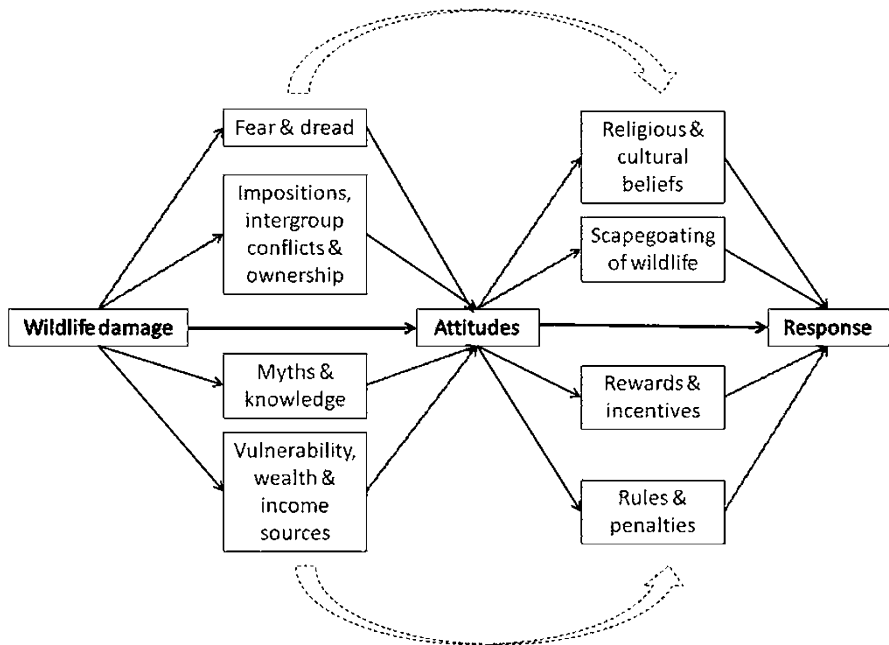 Fear & dread
Impositions,
intergroup
conflicts &
ownership
Wildlife damage
Myths &
knowledge
Vulnerability,
wealth &
income
sources
Attitudes
Religious &
cultural
beliefs
Scapegoating
of wildlife
Rewards &
incentives
Rules &
penalties
Response